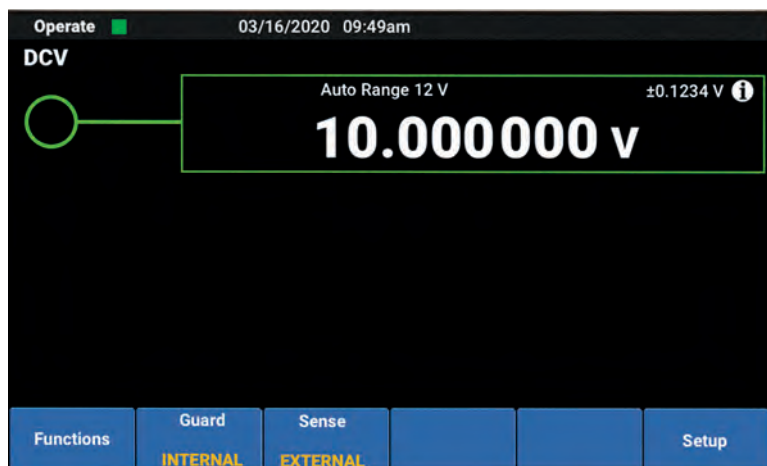 Operate 03/16/2020 09:49am
DCV
Auto Range 12 V ±0.1234 V i
10.000000 V
Guard Sense
Functions Setup
INTERNAL EXTERNAL